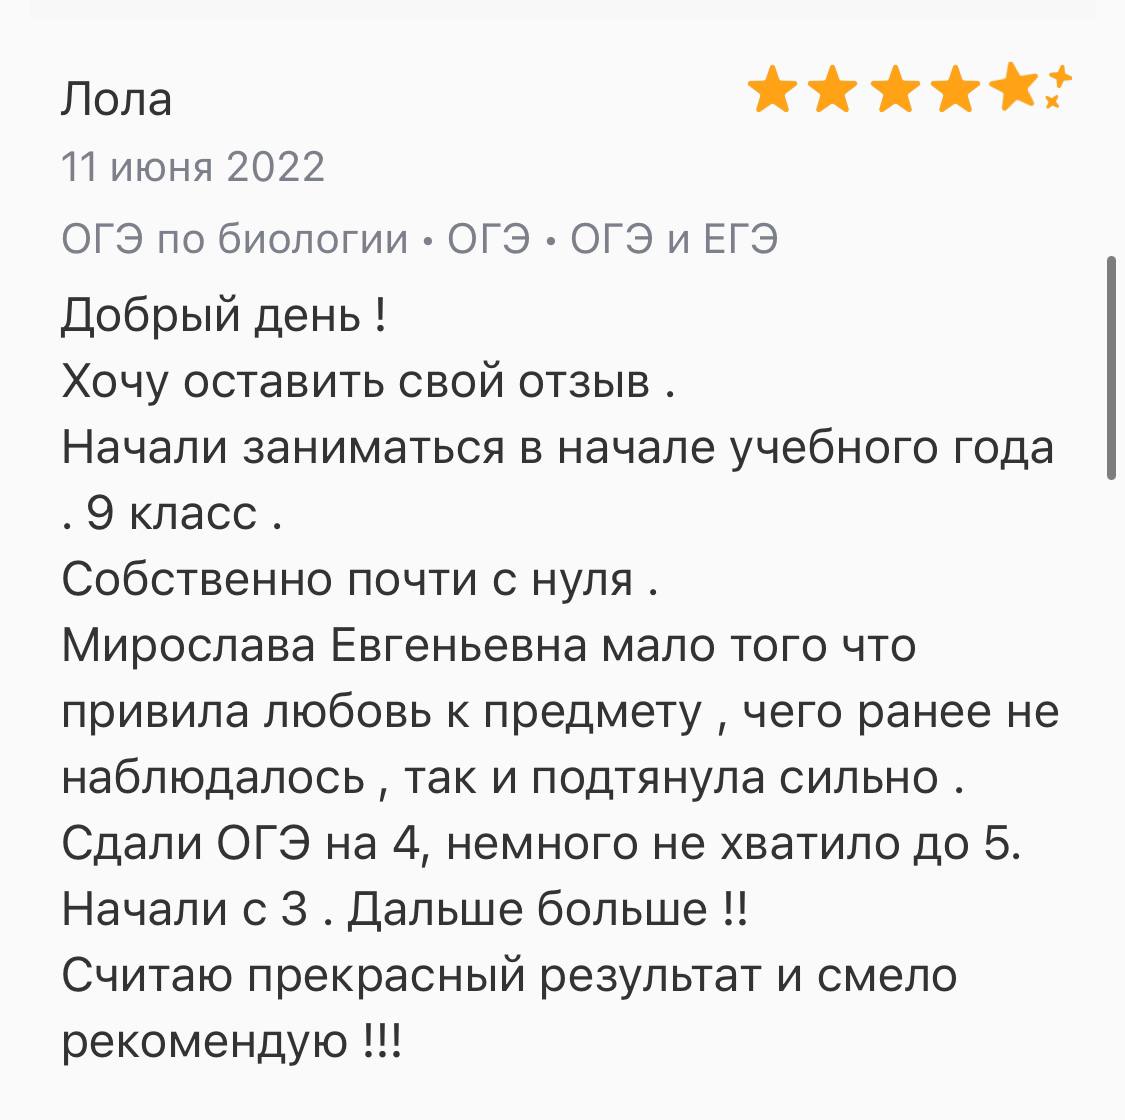 Лола
11 июня 2022
ОГЭ по биологии • ОГЭ • ОГЭ и ЕГЭ
Добрый день !
Хочу оставить свой отзыв .
Начали заниматься в начале учебного года
. 9 класс .
Собственно почти с нуля .
Мирослава Евгеньевна мало того что
привила любовь к предмету , чего ранее не
наблюдалось , так и подтянула сильно .
Сдали ОГЭ на 4, немного не хватило до 5.
Начали с 3 . Дальше больше !!
Считаю прекрасный результат и смело
рекомендую !!!